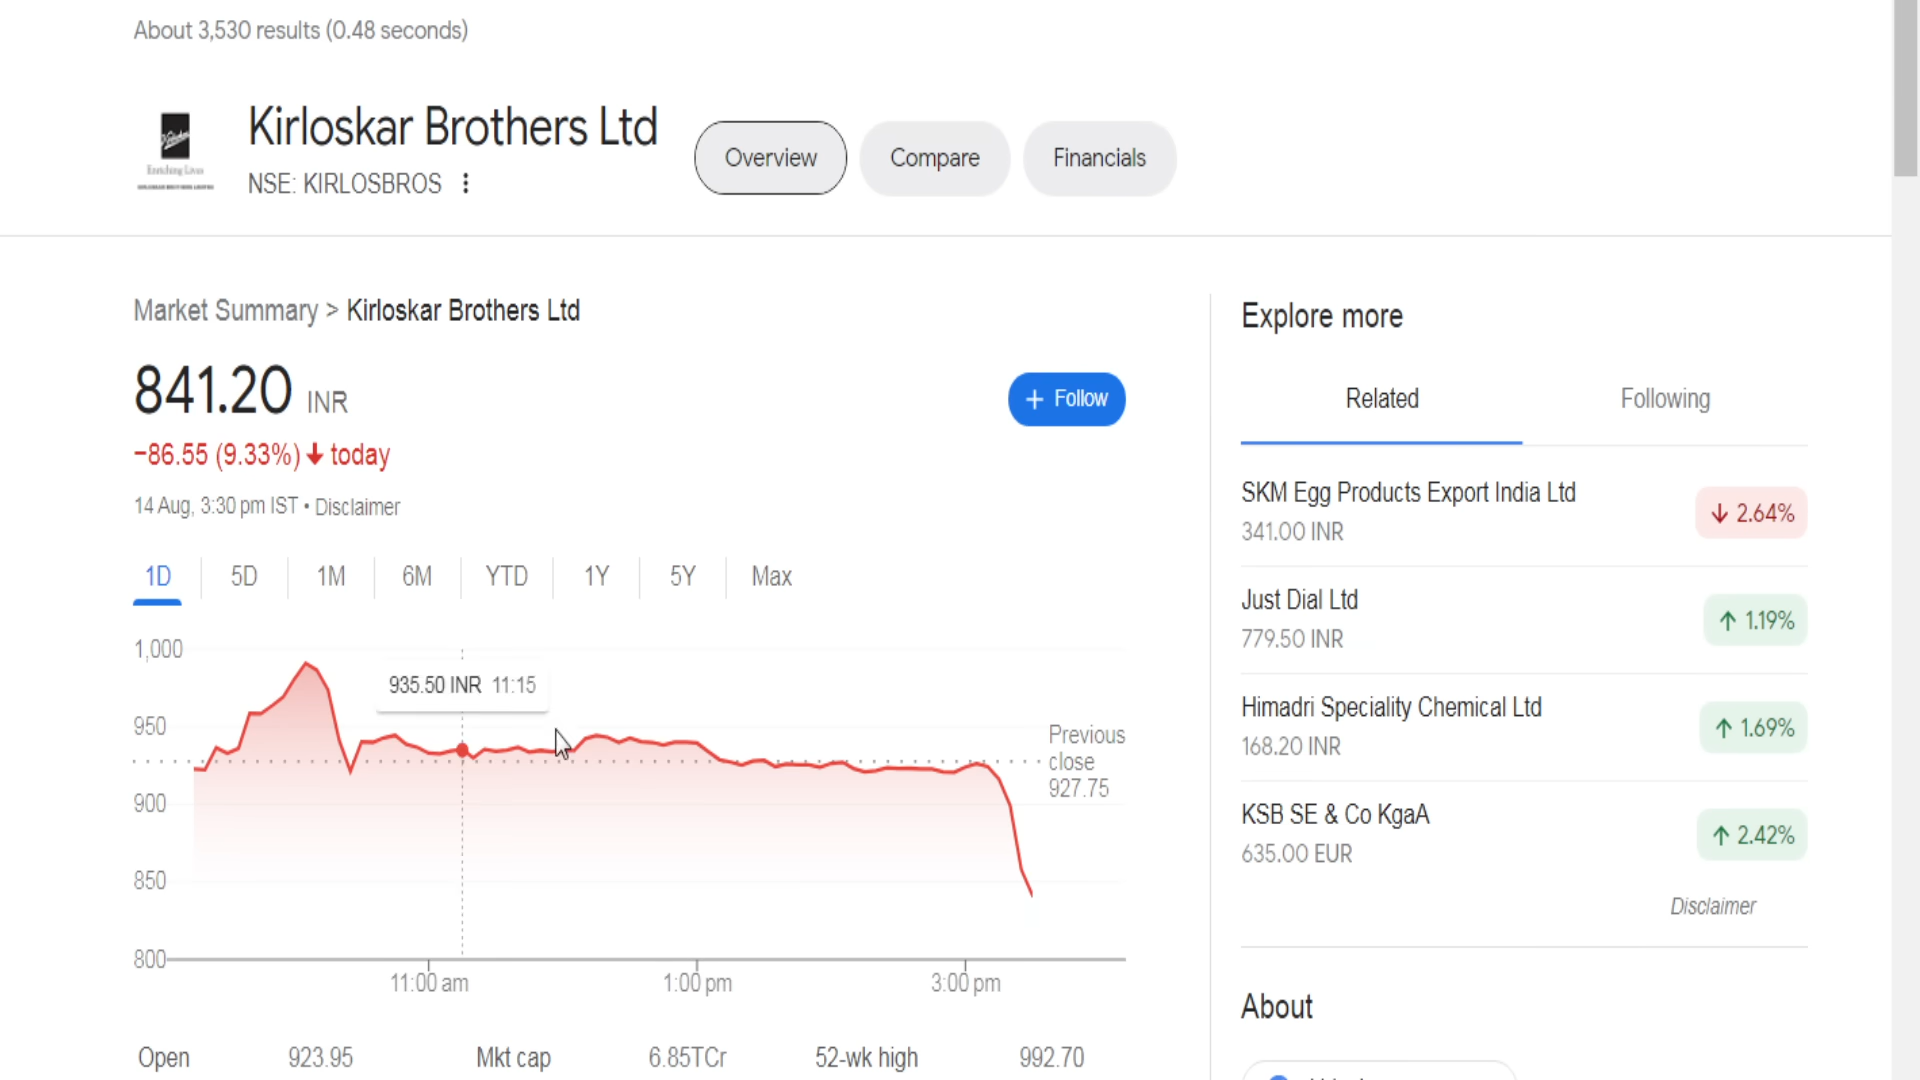 About 3,530 results (0.48 seconds)
Kirloskar Brothers Ltd
NSE: KIRLOSBROS
Enriching Lives
Overview
Compare
Financials
Market Summary > Kirloskar Brothers Ltd
841.20 INR
−86.55 (9.33%) ↓ today
14 Aug, 3:30 pm IST • Disclaimer
+ Follow
1D
5D
1M
6M
YTD
1Y
5Y
Max
1,000
950
900
850
800
935.50 INR 11:15
Previous
close
927.75
11:00 am
1:00 pm
3:00 pm
Open 923.95
Mkt cap 6.85TCr
52-wk high 992.70
Explore more
Related
Following
SKM Egg Products Export India Ltd
341.00 INR
↓ 2.64%
Just Dial Ltd
779.50 INR
↑ 1.19%
Himadri Speciality Chemical Ltd
168.20 INR
↑ 1.69%
KSB SE & Co KgaA
635.00 EUR
↑ 2.42%
Disclaimer
About